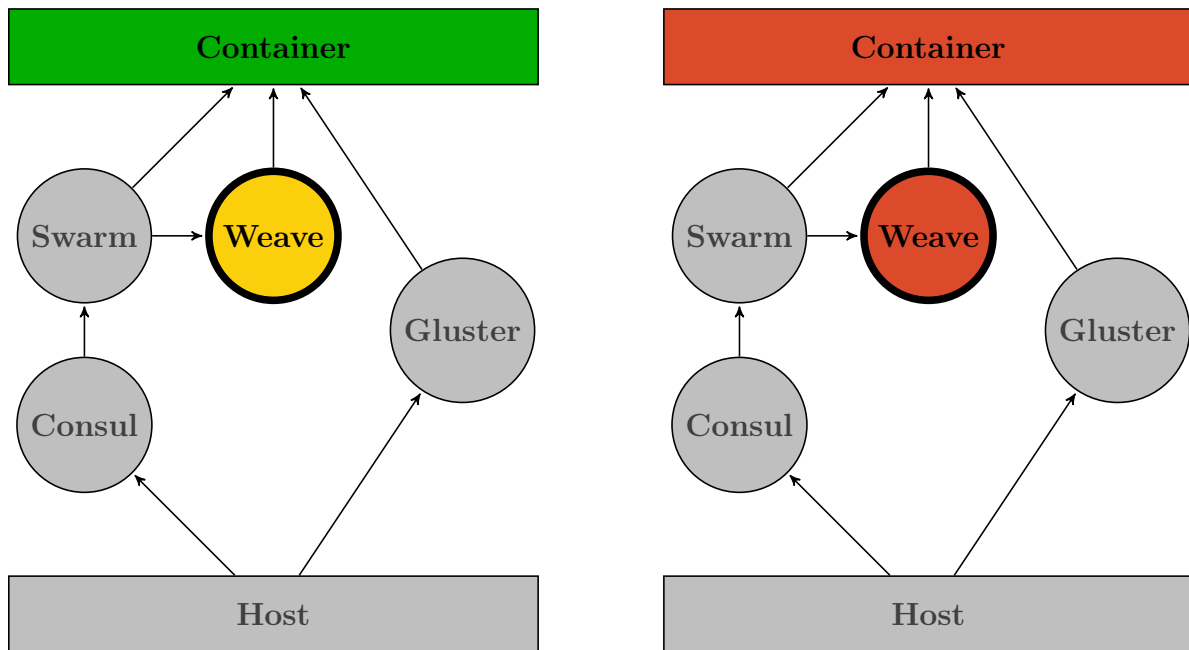 Container
Swarm
Weave
Gluster
Consul
Host
Container
Swarm
Weave
Gluster
Consul
Host